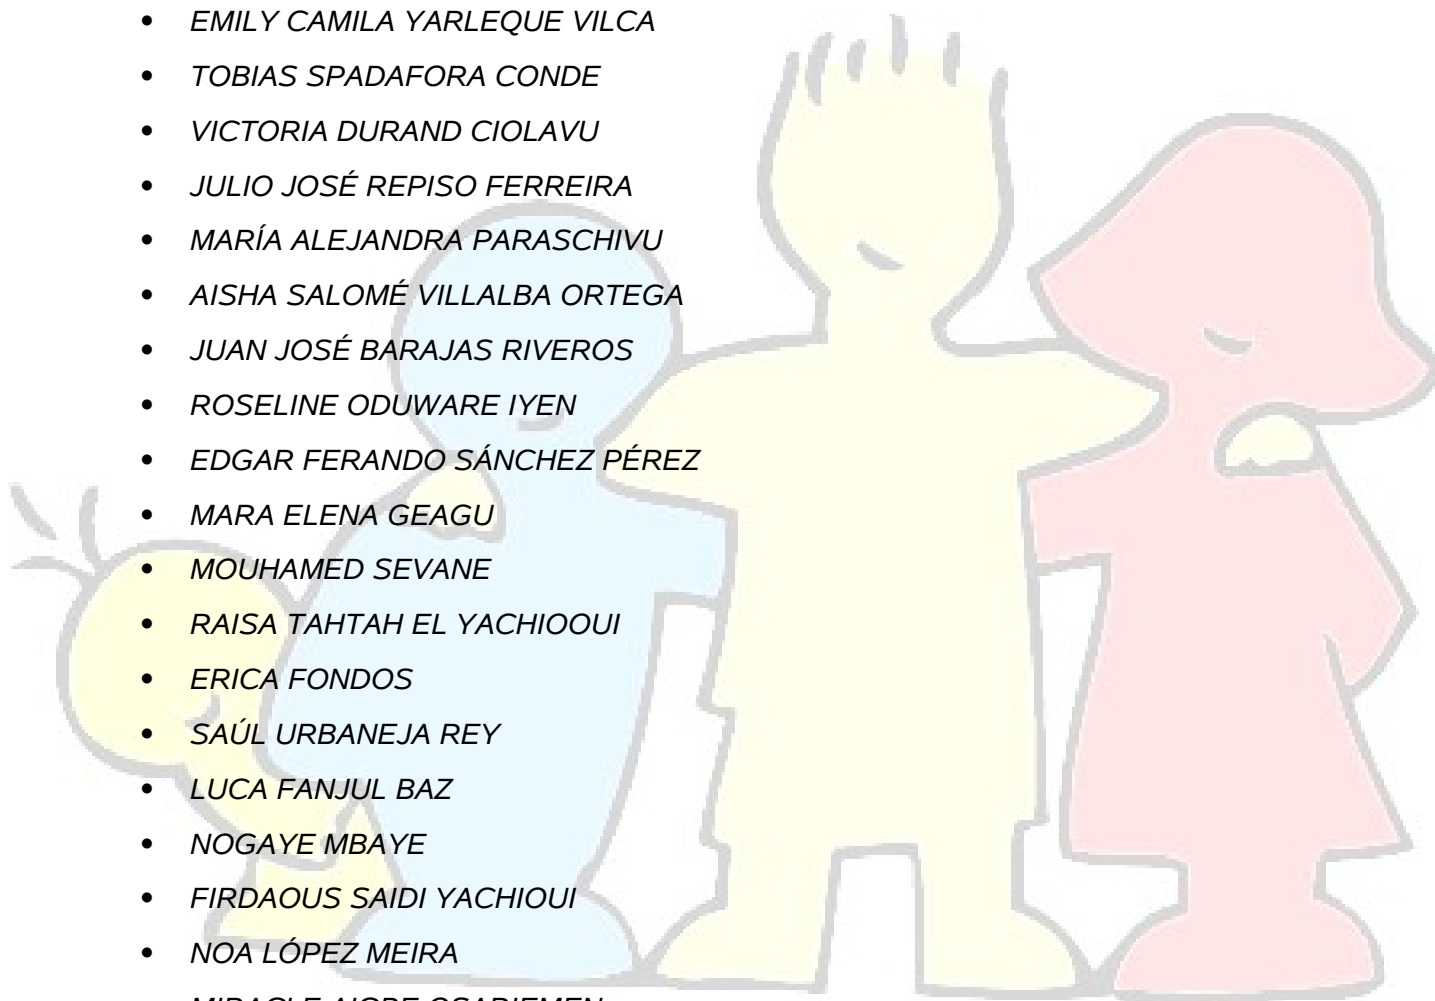 • EMILY CAMILA YARLEQUE VILCA
• TOBIAS SPADAFORA CONDE
• VICTORIA DURAND CIOLAVU
• JULIO JOSÉ REPISO FERREIRA
• MARÍA ALEJANDRA PARASCHIVU
• AISHA SALOMÉ VILLALBA ORTEGA
• JUAN JOSÉ BARAJAS RIVEROS
• ROSELINE ODUWARE IYEN
• EDGAR FERANDO SÁNCHEZ PÉREZ
• MARA ELENA GEAGU
• MOUHAMED SEVANE
• RAISA TAHTAH EL YACHIOOUI
• ERICA FONDOS
• SAÚL URBANEJA REY
• LUCA FANJUL BAZ
• NOGAYE MBAYE
• FIRDAOUS SAIDI YACHIOUI
• NOA LÓPEZ MEIRA